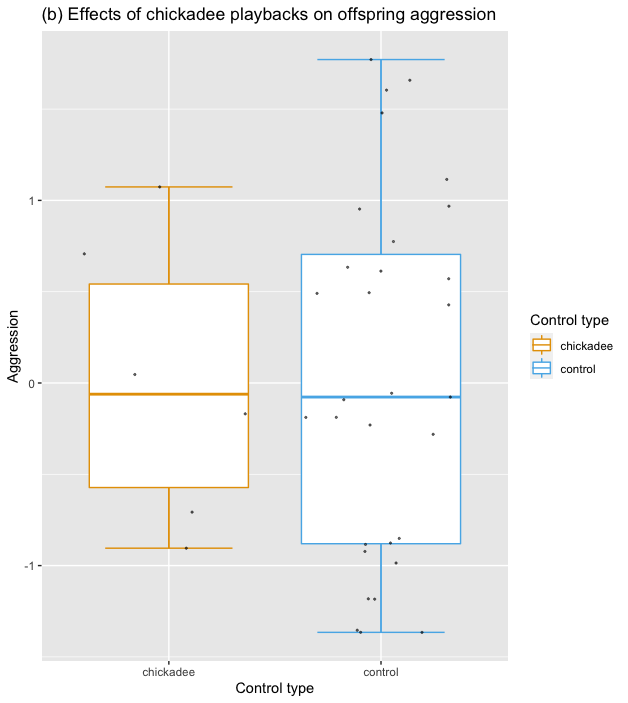 (b) Effects of chickadee playbacks on offspring aggression
1
0
-1
Aggression
chickadee
control
Control type
Control type
chickadee
control